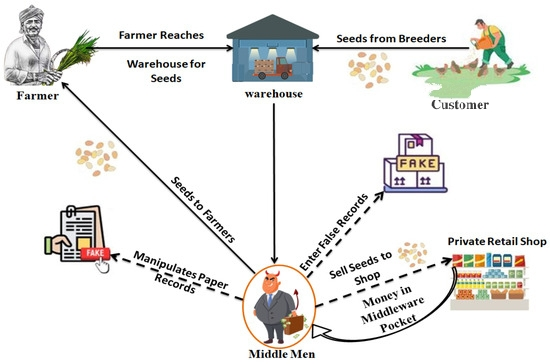 Farmer Reaches
Warehouse for
Seeds
Seeds from Breeders
Farmer
warehouse
Customer
Seeds to Farmers
Enter False Records
FAKE
FAKE
Manipulates Paper
Records
Sell Seeds to
Shop
Private Retail Shop
Money in
Middleware
Pocket
Middle Men